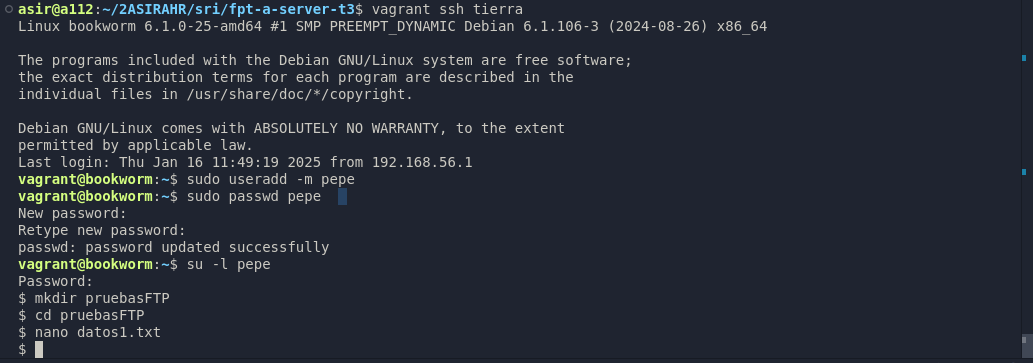 asir@a112:~/2ASIRAHR/sri/fpt-a-server-t3$ vagrant ssh tierra
Linux bookworm 6.1.0-25-amd64 #1 SMP PREEMPT_DYNAMIC Debian 6.1.106-3 (2024-08-26) x86_64
The programs included with the Debian GNU/Linux system are free software;
the exact distribution terms for each program are described in the
individual files in /usr/share/doc/*/copyright.
Debian GNU/Linux comes with ABSOLUTELY NO WARRANTY, to the extent
permitted by applicable law.
Last login: Thu Jan 16 11:49:19 2025 from 192.168.56.1
vagrant@bookworm:~$ sudo useradd -m pepe
vagrant@bookworm:~$ sudo passwd pepe
New password:
Retype new password:
passwd: password updated successfully
vagrant@bookworm:~$ su -l pepe
Password:
$ mkdir pruebasFTP
$ cd pruebasFTP
$ nano datos1.txt
$